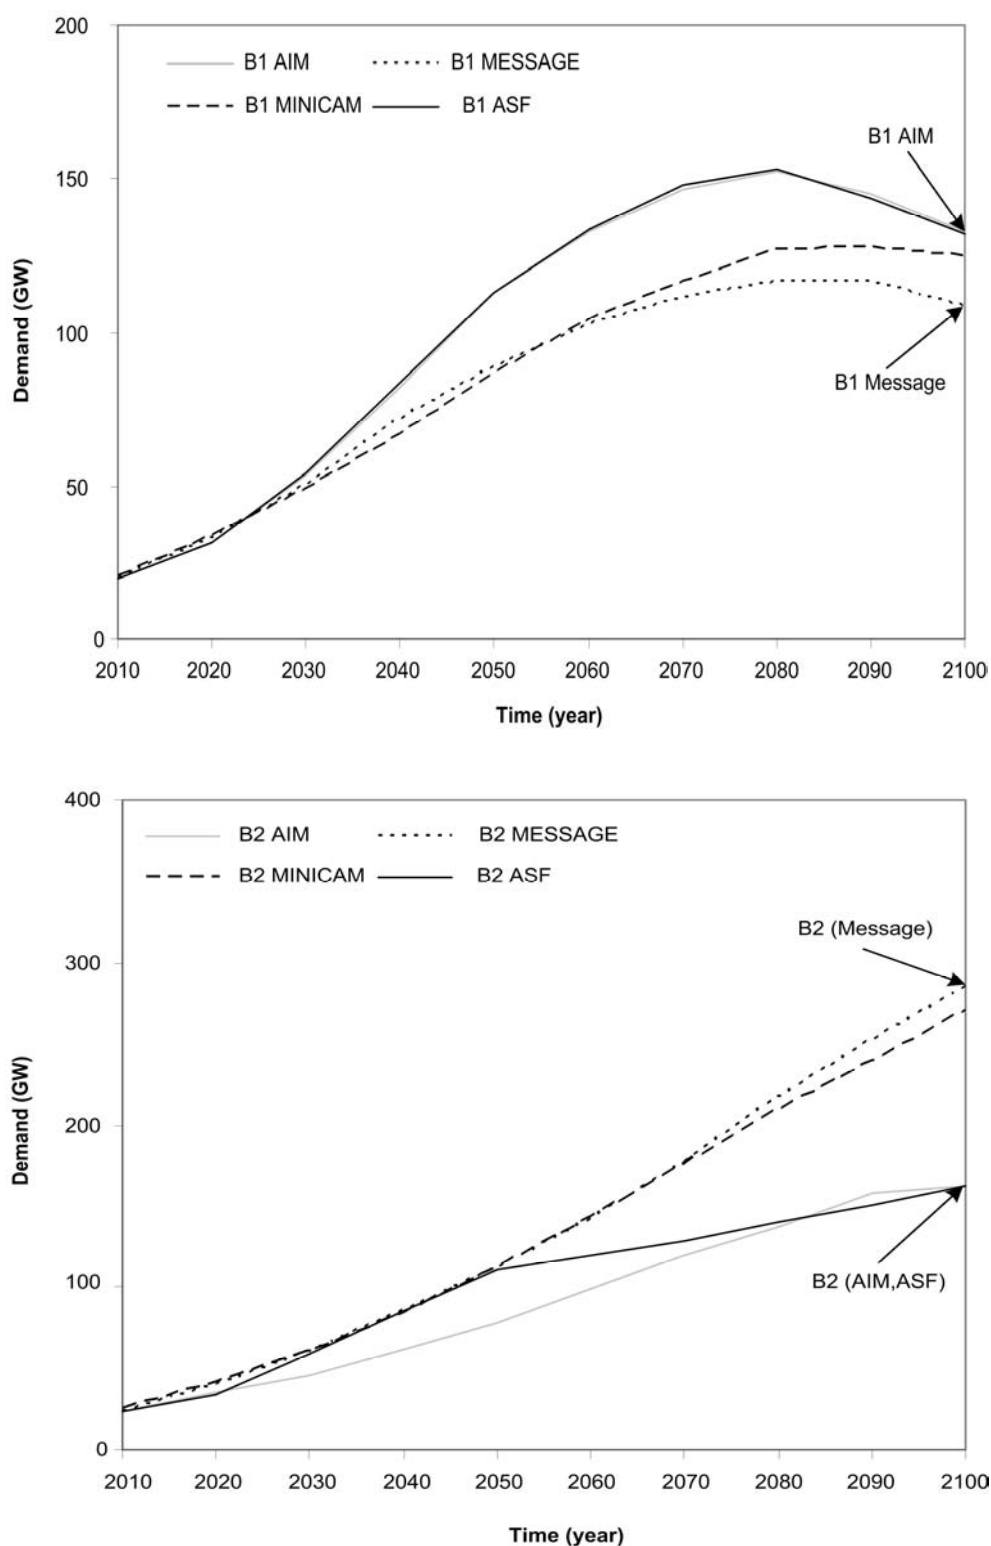 200
B1 AIM
B1 MESSAGE
B1 MINICAM
B1 ASF
B1 AIM
150
Demand (GW)
100
B1 Message
50
0
2010 2020 2030 2040 2050 2060 2070 2080 2090 2100
Time (year)
400
B2 AIM
B2 MESSAGE
B2 MINICAM
B2 ASF
B2 (Message)
300
Demand (GW)
200
B2 (AIM,ASF)
100
0
2010 2020 2030 2040 2050 2060 2070 2080 2090 2100
Time (year)